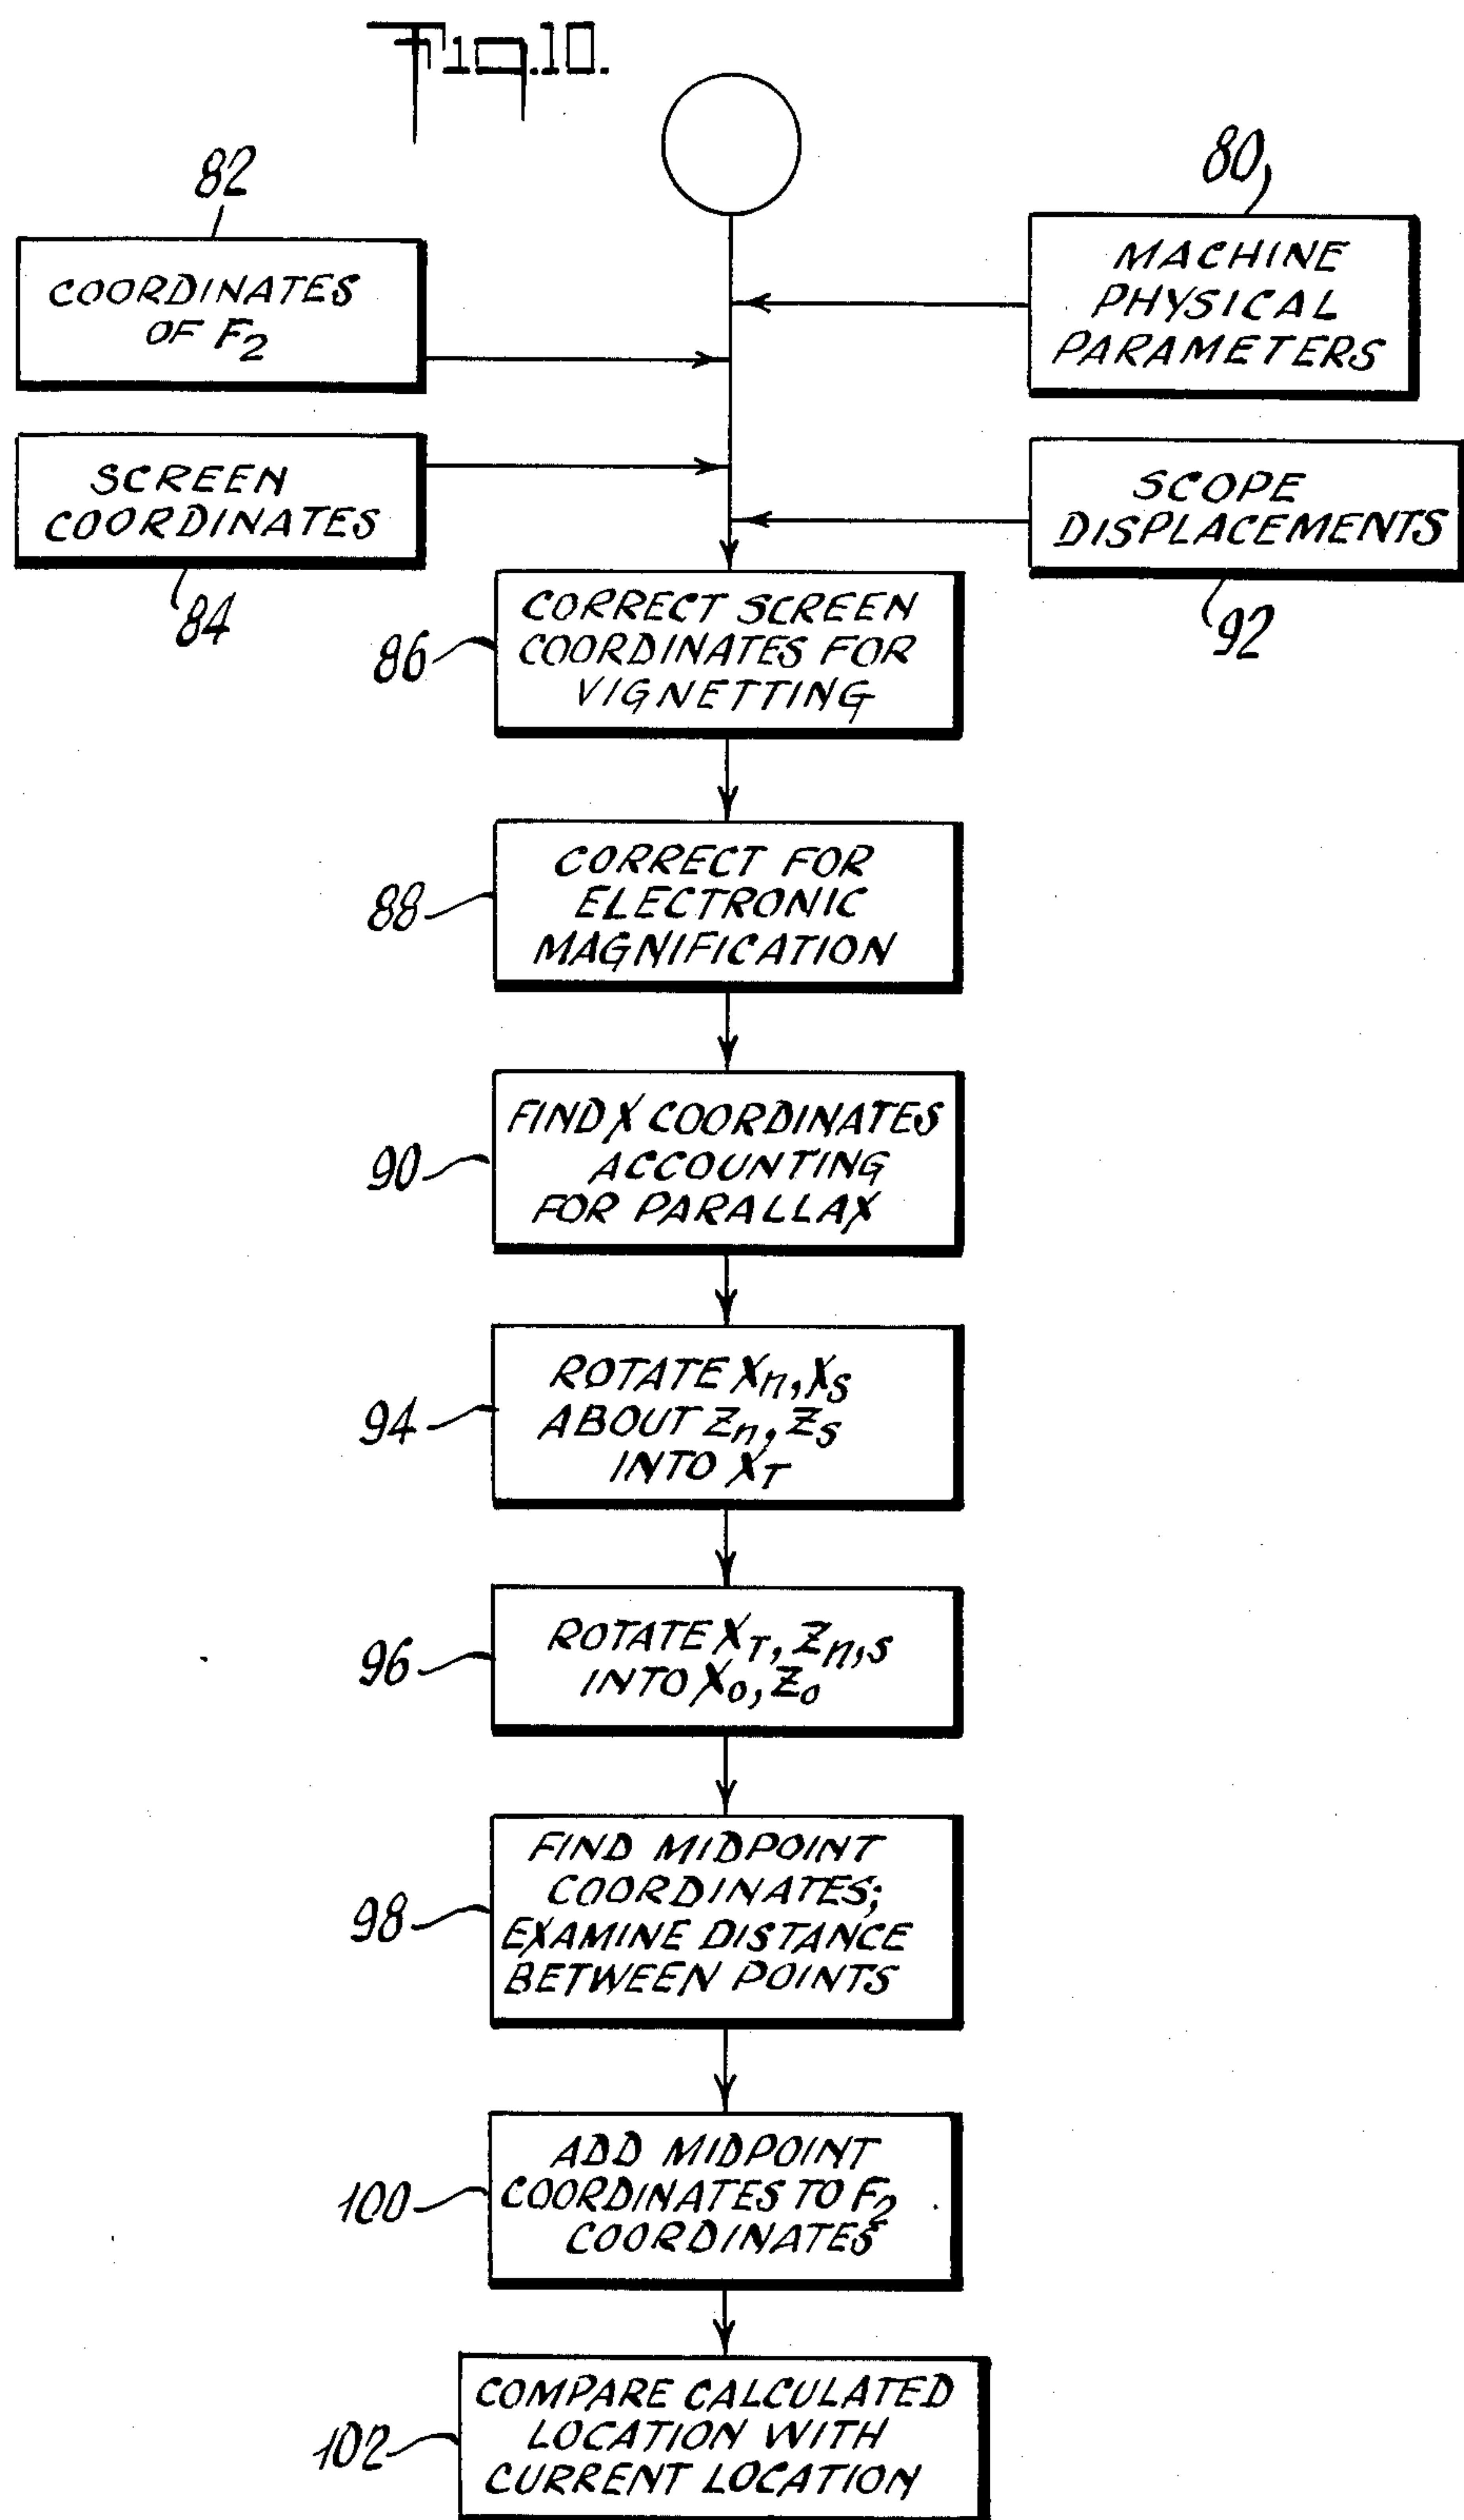 Fig.10.
82
COORDINATES
OF F₂
80
MACHINE
PHYSICAL
PARAMETERS
SCREEN
COORDINATES
84
SCOPE
DISPLACEMENTS
92
86
CORRECT SCREEN
COORDINATES FOR
VIGNETTING
88
CORRECT FOR
ELECTRONIC
MAGNIFICATION
90
FIND X COORDINATES
ACCOUNTING
FOR PARALLAX
94
ROTATE Xn, XS
ABOUT Zn, ZS
INTO XT
96
ROTATE XT, Zn,S
INTO X₀, Z₀
98
FIND MIDPOINT
COORDINATES;
EXAMINE DISTANCE
BETWEEN POINTS
100
ADD MIDPOINT
COORDINATES TO F₂
COORDINATES
102
COMPARE CALCULATED
LOCATION WITH
CURRENT LOCATION